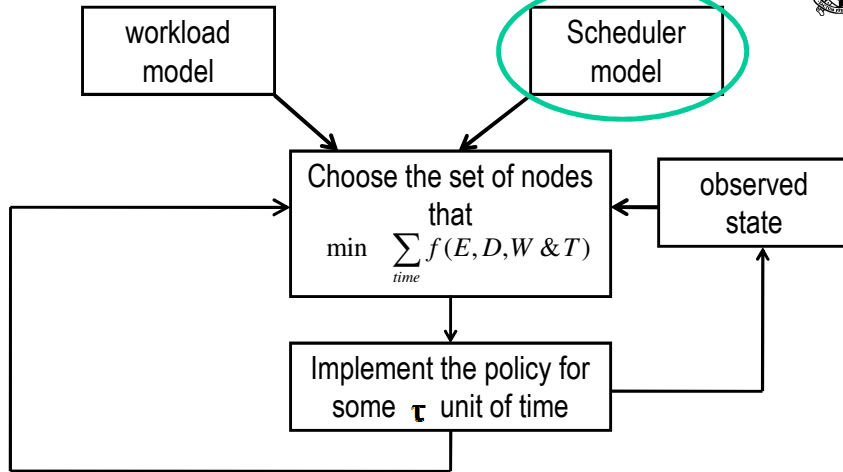 workload
model
Scheduler
model
Choose the set of nodes
that
min ∑ f(E, D, W & T)
time
observed
state
Implement the policy for
some τ unit of time